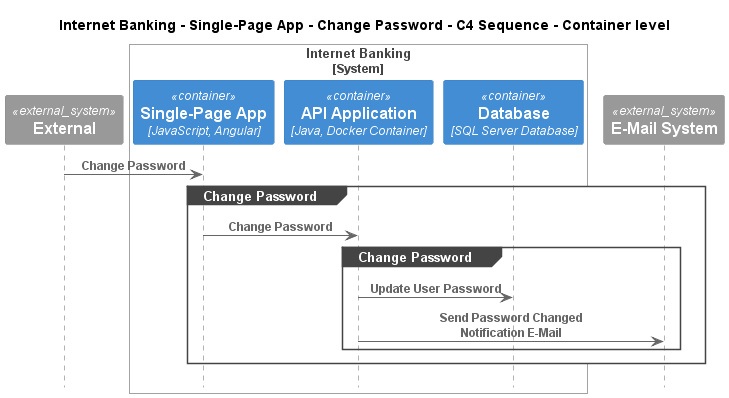 Internet Banking - Single-Page App - Change Password - C4 Sequence - Container level
Internet Banking
[System]
«external_system»
External
«container»
Single-Page App
[JavaScript, Angular]
«container»
API Application
[Java, Docker Container]
«container»
Database
[SQL Server Database]
«external_system»
E-Mail System
Change Password
Change Password
Change Password
Change Password
Update User Password
Send Password Changed
Notification E-Mail